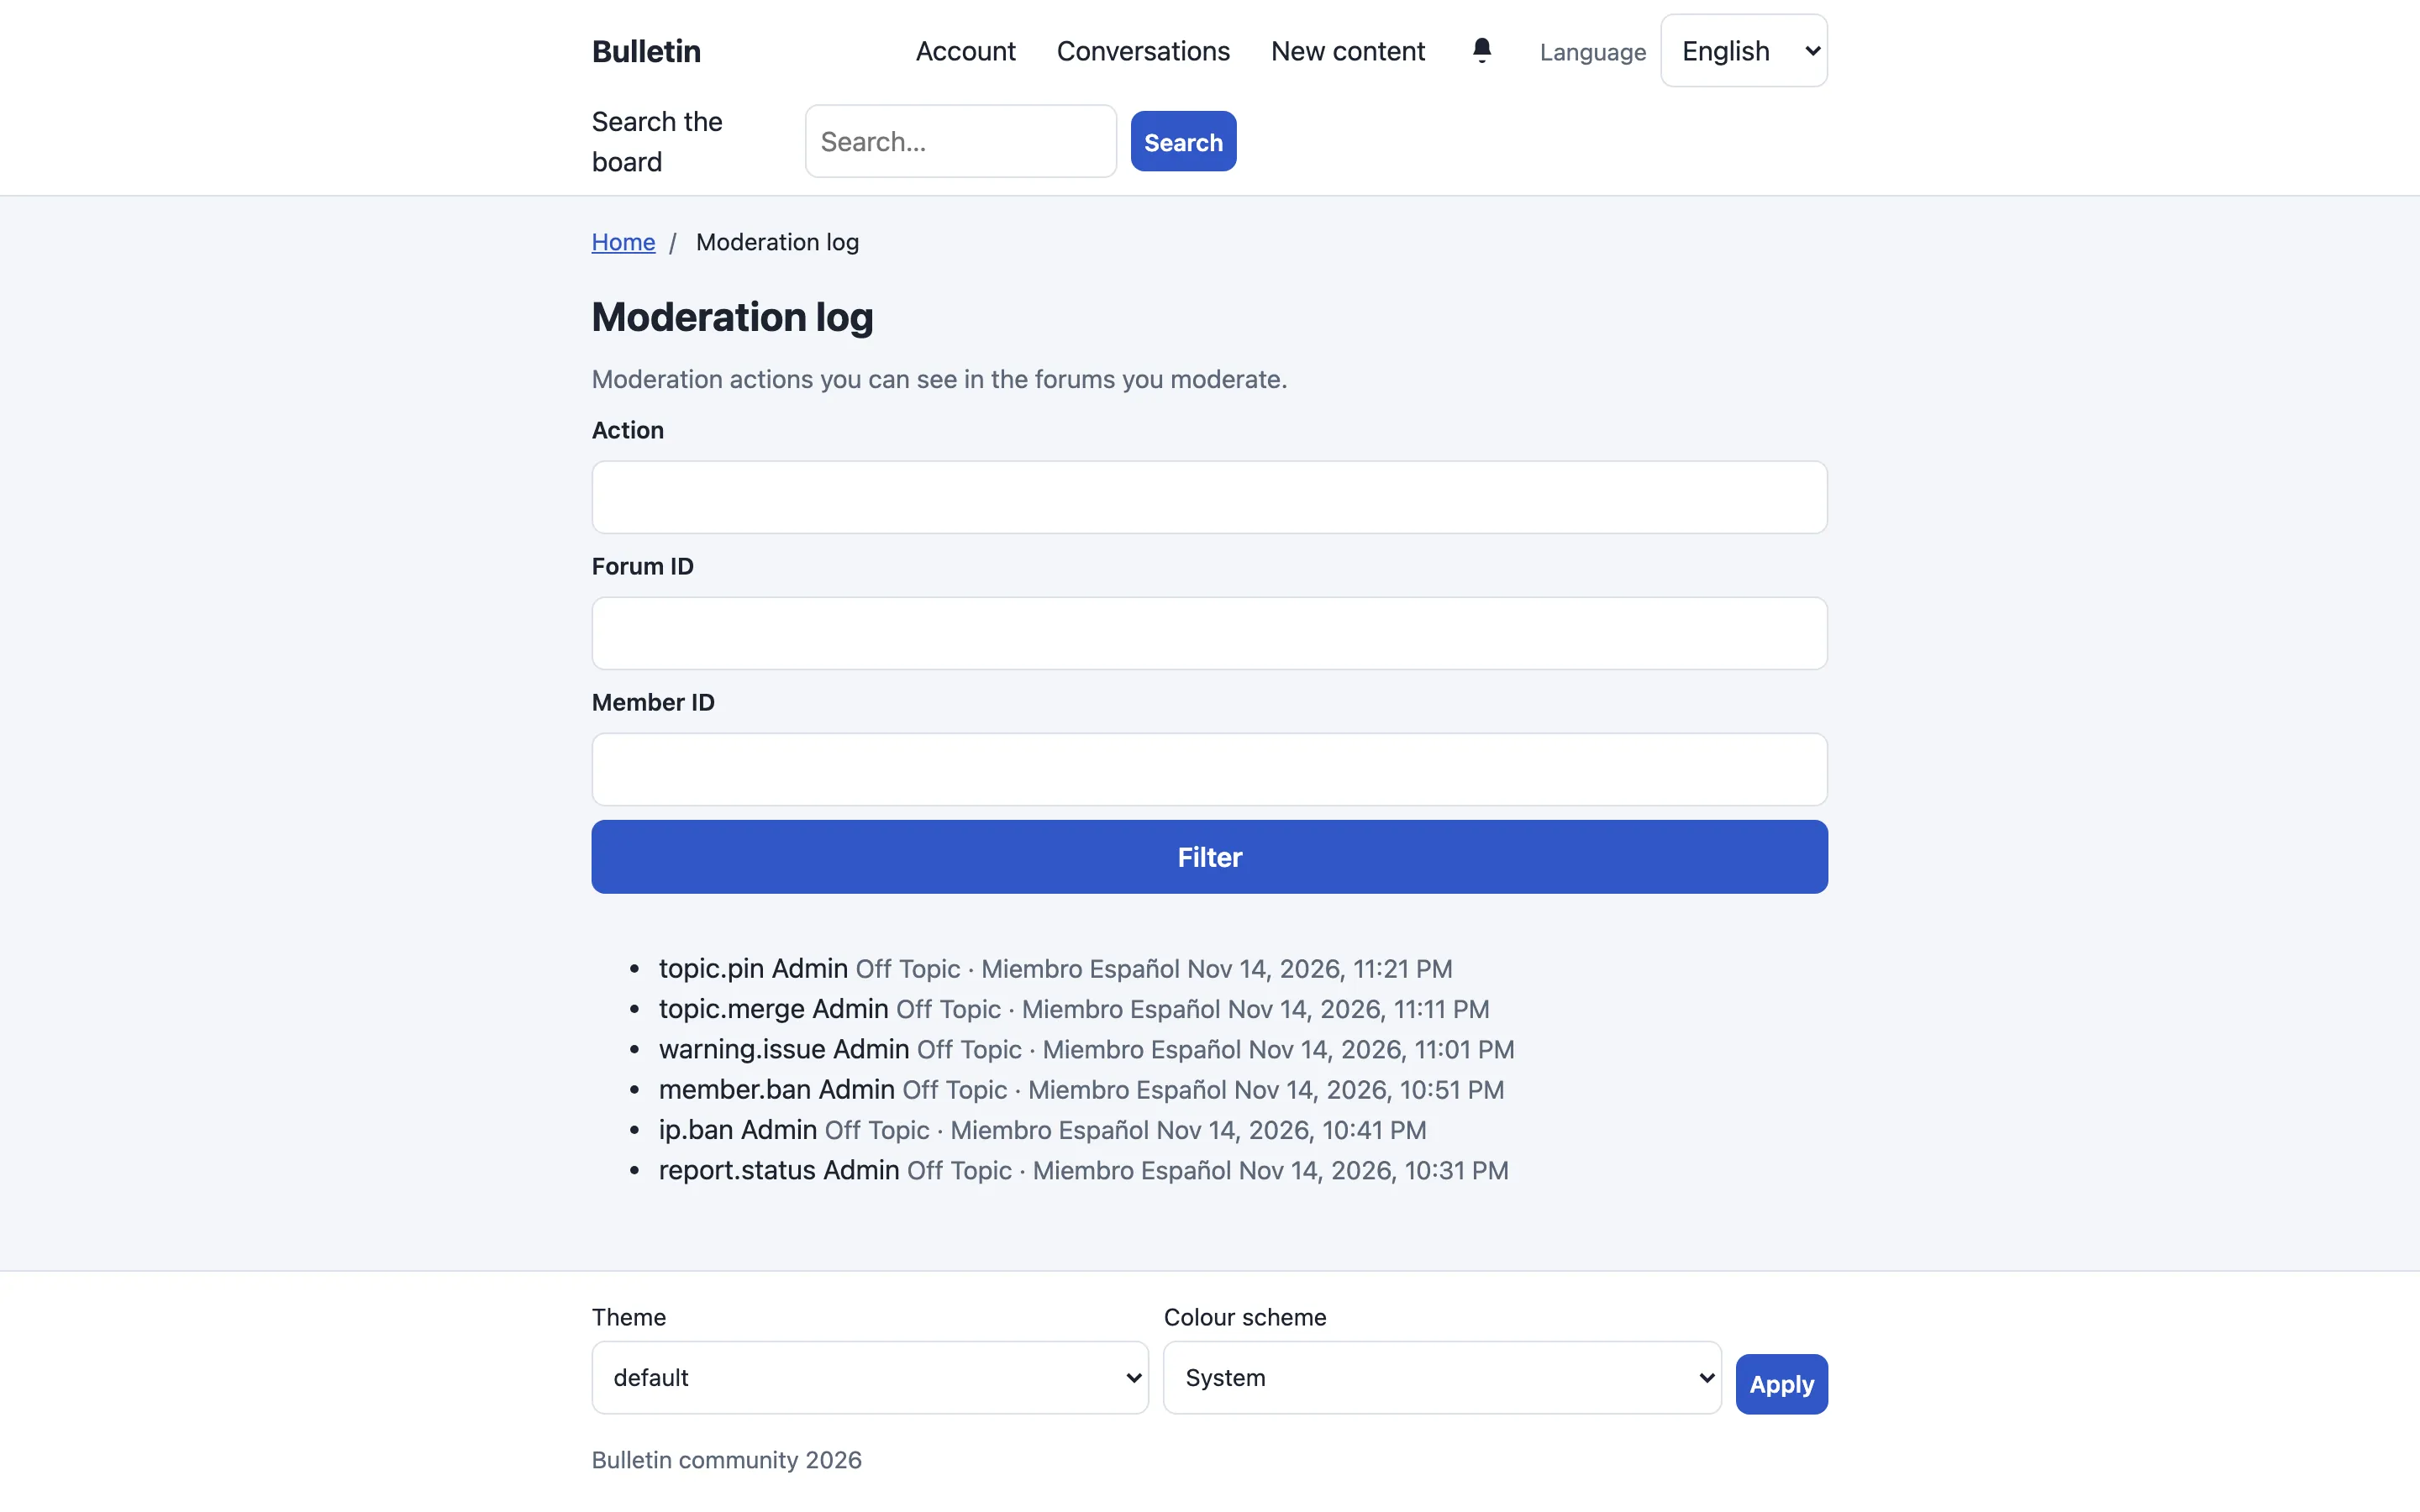 Bulletin
Account
Conversations
New content
Language
English
Search the
board
Search...
Search
Home / Moderation log
Moderation log
Moderation actions you can see in the forums you moderate.
Action
Forum ID
Member ID
Filter
topic.pin Admin Off Topic · Miembro Español Nov 14, 2026, 11:21 PM
topic.merge Admin Off Topic · Miembro Español Nov 14, 2026, 11:11 PM
warning.issue Admin Off Topic · Miembro Español Nov 14, 2026, 11:01 PM
member.ban Admin Off Topic · Miembro Español Nov 14, 2026, 10:51 PM
ip.ban Admin Off Topic · Miembro Español Nov 14, 2026, 10:41 PM
report.status Admin Off Topic · Miembro Español Nov 14, 2026, 10:31 PM
Theme
Colour scheme
default
System
Apply
Bulletin community 2026